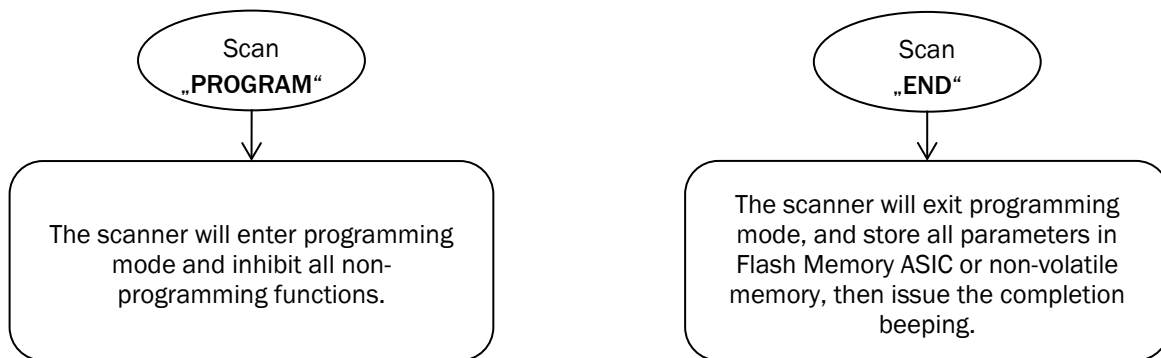 Scan
„PROGRAM“
The scanner will enter programming
mode and inhibit all non-
programming functions.
Scan
„END“
The scanner will exit programming
mode, and store all parameters in
Flash Memory ASIC or non-volatile
memory, then issue the completion
beeping.